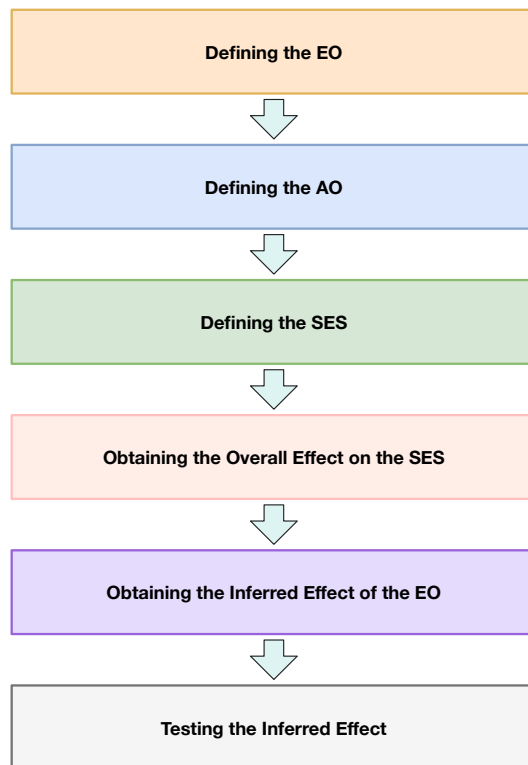 Defining the EO
Defining the AO
Defining the SES
Obtaining the Overall Effect on the SES
Obtaining the Inferred Effect of the EO
Testing the Inferred Effect